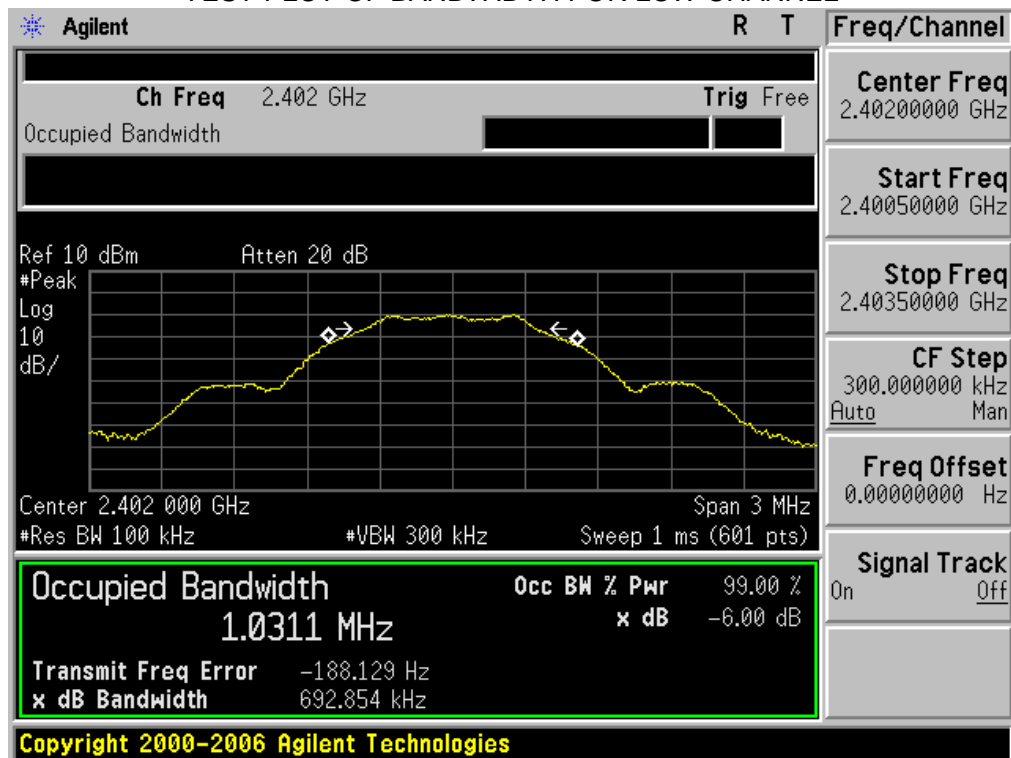 Agilent R T
Freq/Channel
Ch Freq 2.402 GHz Trig Free
Occupied Bandwidth
Center Freq
2.40200000 GHz
Start Freq
2.40050000 GHz
Stop Freq
2.40350000 GHz
CF Step
300.000000 kHz
Auto Man
Freq Offset
0.00000000 Hz
Signal Track
On Off
Ref 10 dBm Atten 20 dB
#Peak
Log
10
dB/
Center 2.402 000 GHz Span 3 MHz
#Res BW 100 kHz #VBW 300 kHz Sweep 1 ms (601 pts)
Occupied Bandwidth Occ BW % Pwr 99.00 %
1.0311 MHz x dB -6.00 dB
Transmit Freq Error -188.129 Hz
x dB Bandwidth 692.854 kHz
Copyright 2000-2006 Agilent Technologies